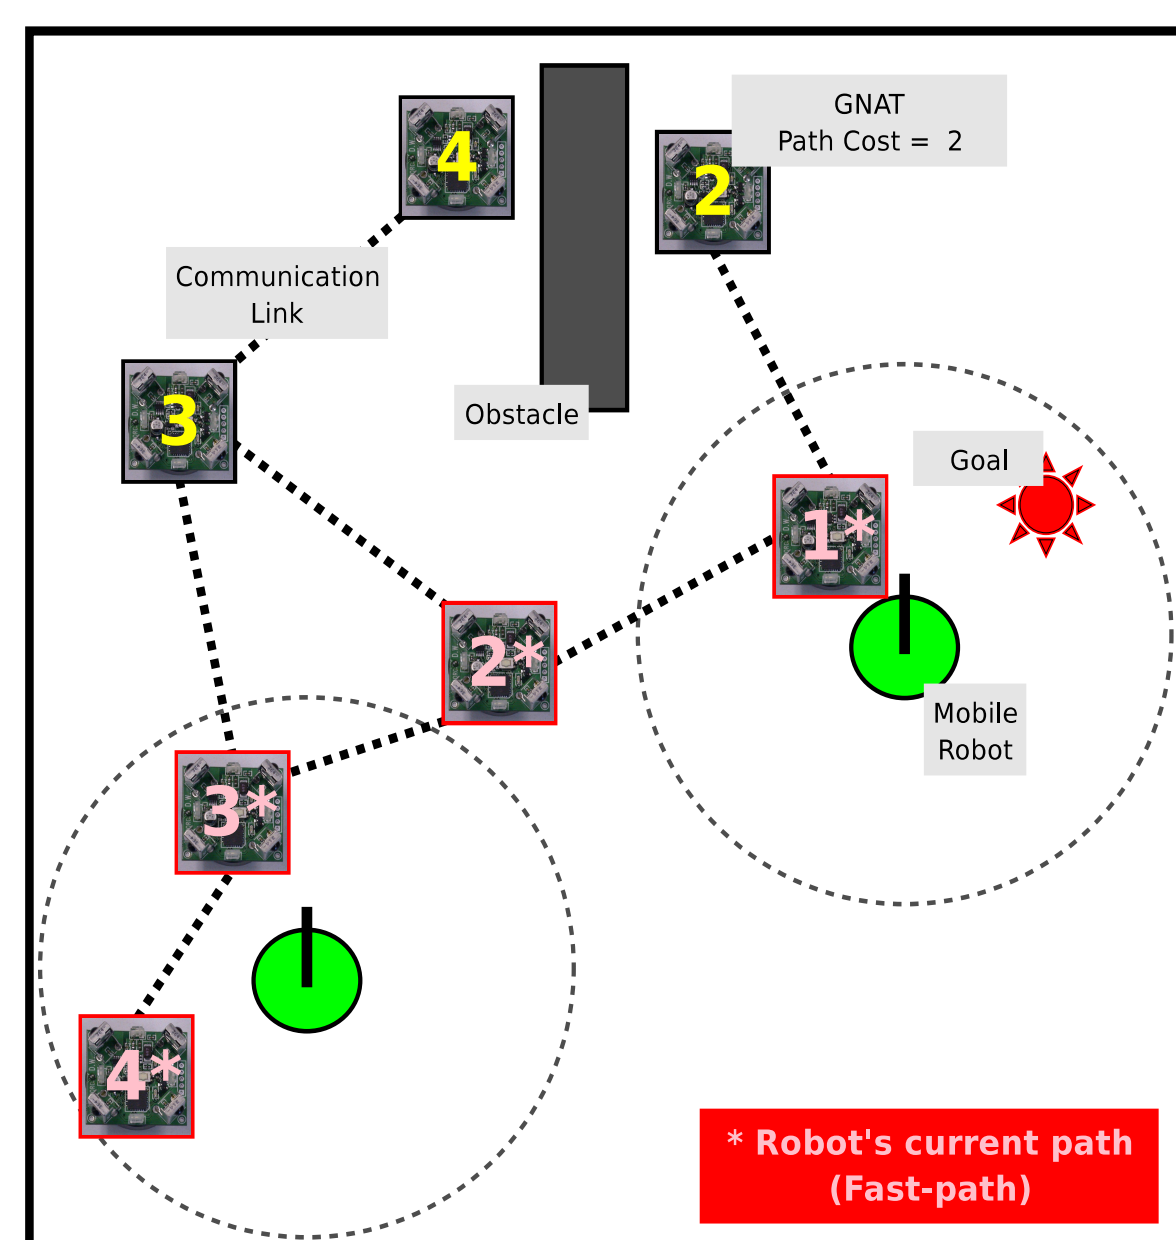 GNAT
Path Cost = 2
4
2
Communication
Link
3
Obstacle
Goal
1*
2*
Mobile
Robot
3*
4*
* Robot's current path
(Fast-path)